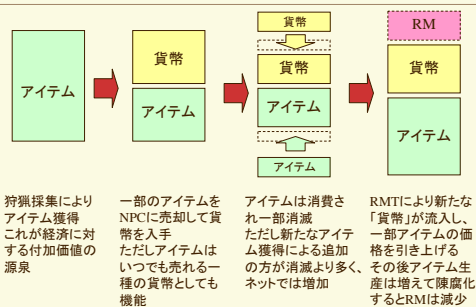 アイテム
貨幣
アイテム
貨幣
貨幣
アイテム
アイテム
RM
貨幣
アイテム
狩猟採集により
アイテム獲得
これが経済に対
する付加価値の
源泉
一部のアイテムを
NPCに売却して貨
幣を入手
ただしアイテムは
いつでも売れる一
種の貨幣としても
機能
アイテムは消費さ
れ一部消滅
ただし新たなアイテ
ム獲得による追加
の方が消滅より多く、
ネットでは増加
RMTにより新たな
「貨幣」が流入し、
一部アイテムの価
格を引き上げる
その後アイテム生
産は増えて陳腐化
するとRMは減少